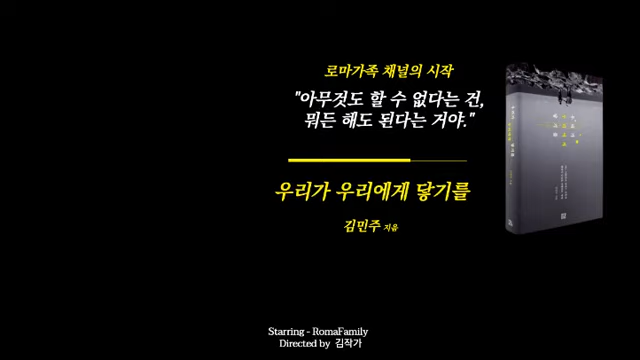 로마가족 채널의 시작
"아무것도 할 수 없다는 건,
뭐든 해도 된다는 거야."
우리가 우리에게 닿기를
김민주 지음
Starring - RomaFamily
Directed by 김작가